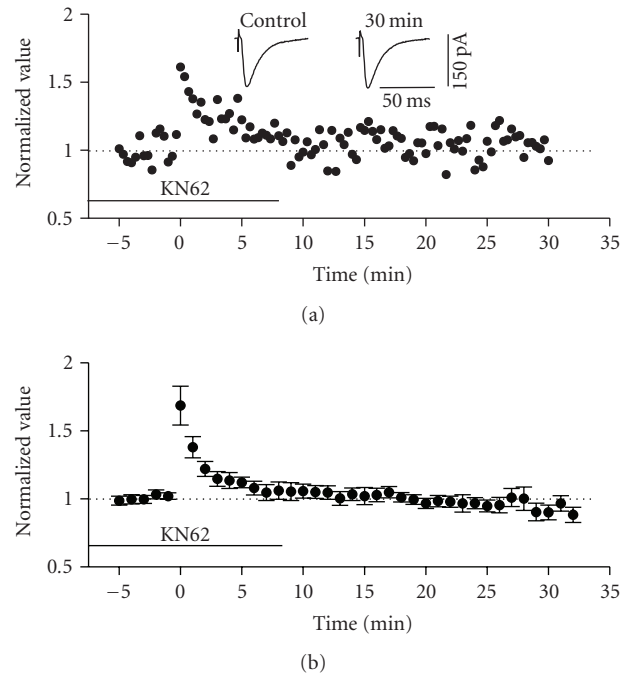 Control
30 min
150 pA
50 ms
Normalized value
2
1.5
1
0.5
KN62
−5 0 5 10 15 20 25 30 35
Time (min)
(a)
Normalized value
2
1.5
1
0.5
KN62
−5 0 5 10 15 20 25 30 35
Time (min)
(b)